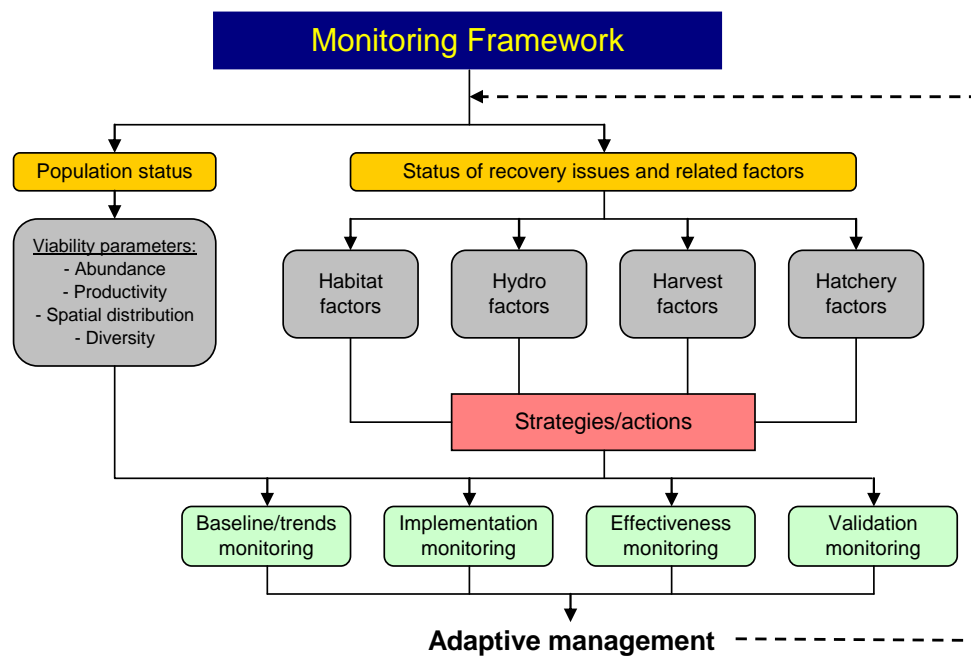 Monitoring Framework
Population status
Status of recovery issues and related factors
Viability parameters:
- Abundance
- Productivity
- Spatial distribution
- Diversity
Habitat
factors
Hydro
factors
Harvest
factors
Hatchery
factors
Strategies/actions
Baseline/trends
monitoring
Implementation
monitoring
Effectiveness
monitoring
Validation
monitoring
Adaptive management